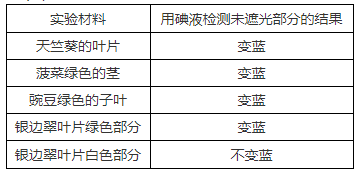 实验材料 用碘液检测未遮光部分的结果
天竺葵的叶片 变蓝
菠菜绿色的茎 变蓝
豌豆绿色的子叶 变蓝
银边翠叶片绿色部分 变蓝
银边翠叶片白色部分 不变蓝